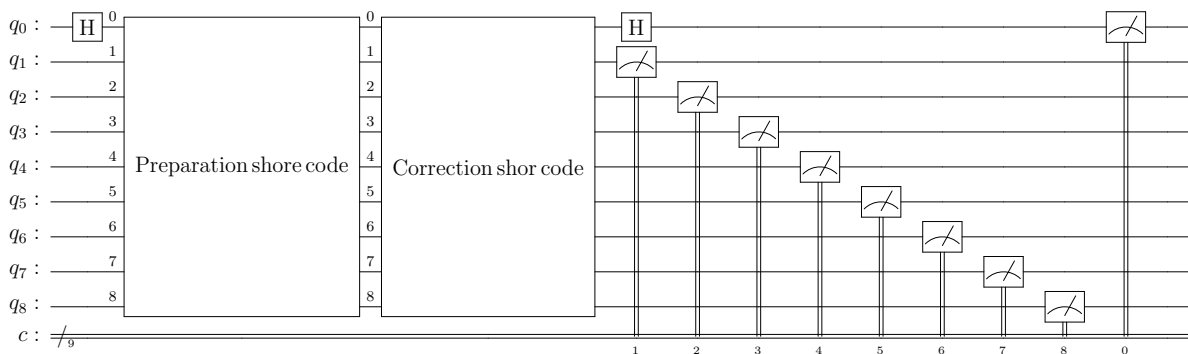 q0 : H 0 0 H
q1 : 1 1
q2 : 2 2
q3 : 3 3
q4 : 4 Preparation shore code 4 Correction shor code
q5 : 5 5
q6 : 6 6
q7 : 7 7
q8 : 8 8
c : 9
1 2 3 4 5 6 7 8 0